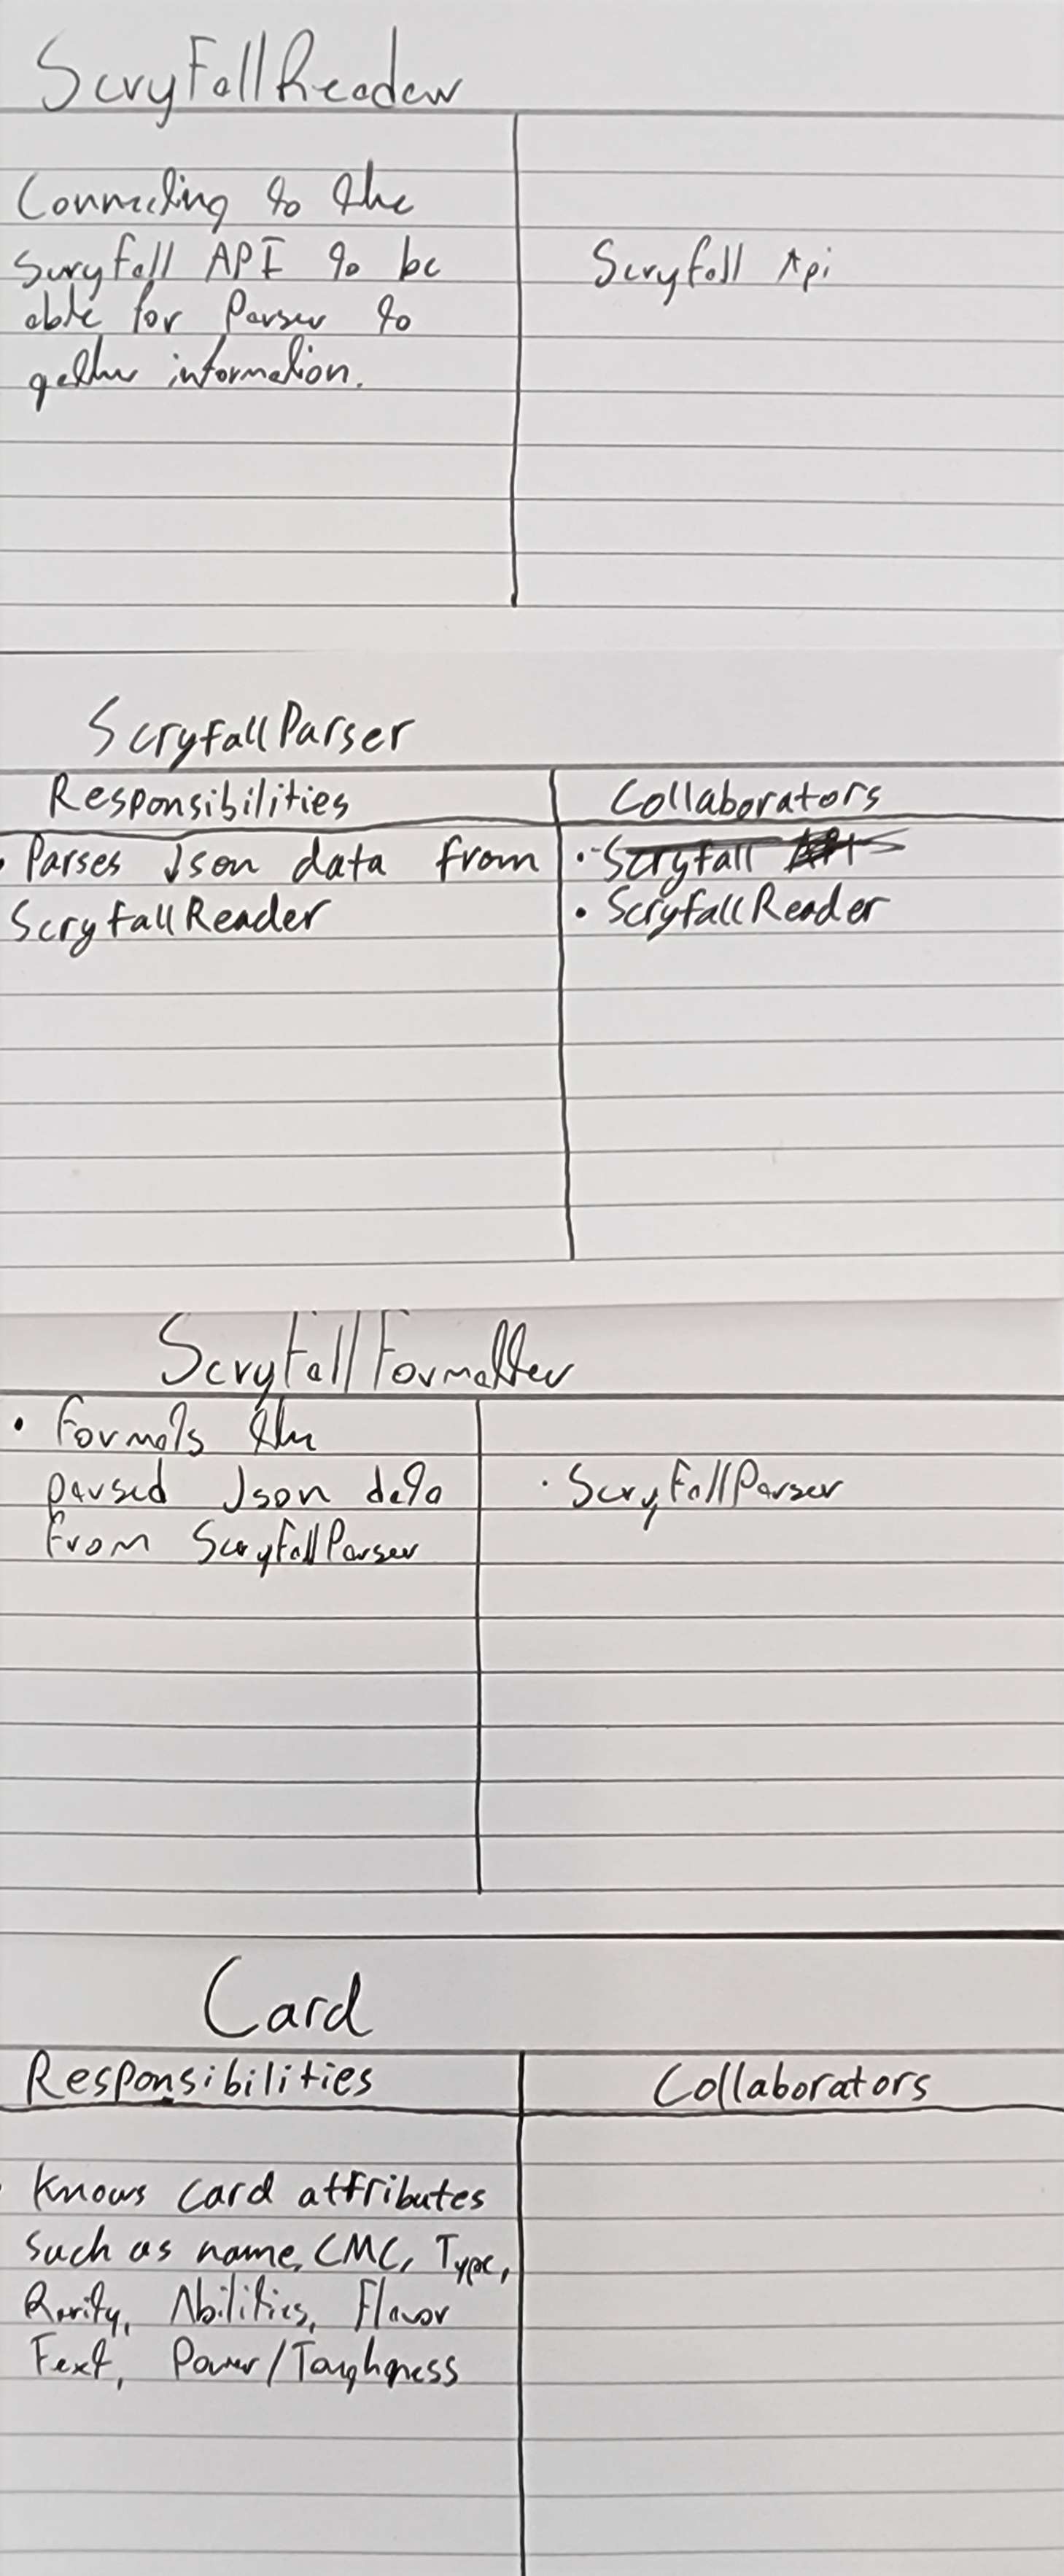 ScryFallReader
Connecting to the
Scryfall API to be
Scryfall Api
able for Parser to
gather information.
ScryfallParser
Responsibilities
Collaborators
• Parses Json data from
• Scryfall
ScryfallReader
• ScryfallReader
ScryFallFormatter
• Formats the
parsed Json data
• ScryFallParser
from ScryfallParser
Card
Responsibilities
Collaborators
• Knows card attributes
such as name, CMC, Type,
Rarity, Abilities, Flavor
Text, Power/Toughness